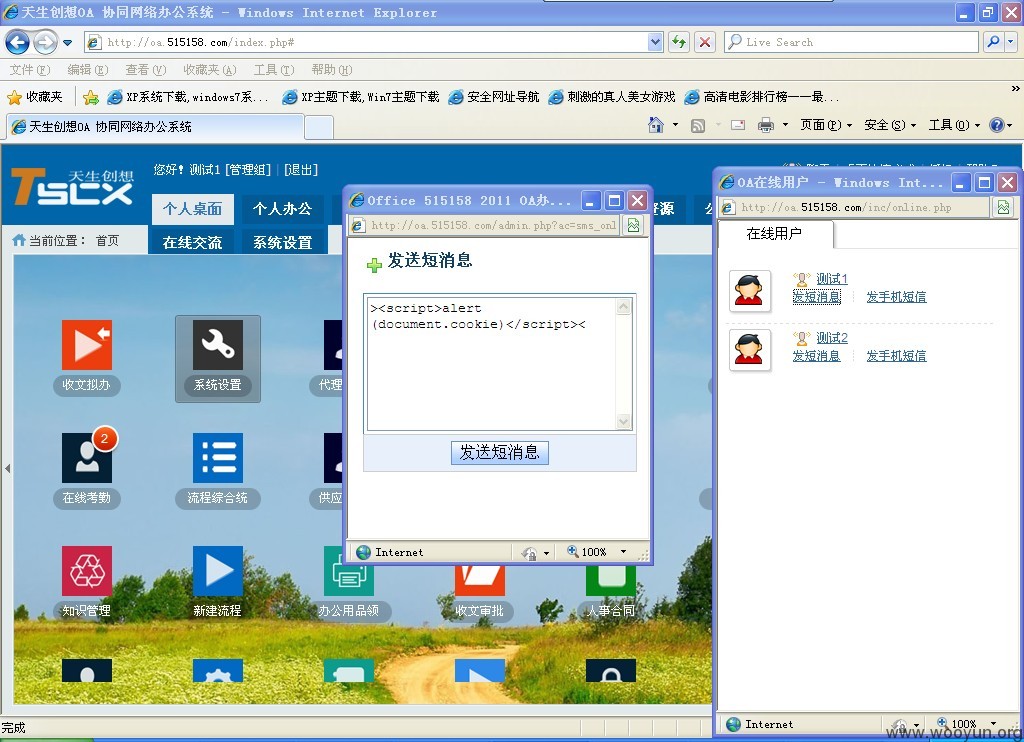 天生创想OA 协同网络办公系统 - Windows Internet Explorer
http://oa.515158.com/index.php#
Live Search
文件(F) 编辑(E) 查看(V) 收藏夹(A) 工具(T) 帮助(H)
收藏夹 XP系统下载,windows7系... XP主题下载,Win7主题下载 安全网址导航 刺激的真人美女游戏 高清电影排行榜——最...
天生创想OA 协同网络办公系统
页面(P) 安全(S) 工具(O)
TSCX 天生创想
您好! 测试1 [管理组] | [退出]
个人桌面 个人办公
当前位置: 首页
在线交流 系统设置
收文拟办
系统设置
代理
2
在线考勤
流程综合统
供应
知识管理
新建流程
办公用品领
收文审批
人事合同
Office 515158 2011 OA办...
http://oa.515158.com/admin.php?ac=sms_onl
发送短消息
><script>alert
(document.cookie)</script><
发送短消息
Internet
100%
OA在线用户 - Windows Int...
http://oa.515158.com/inc/online.php
在线用户
测试1
发短消息 发手机短信
测试2
发短消息 发手机短信
Internet
100%
完成
www.wooyun.org